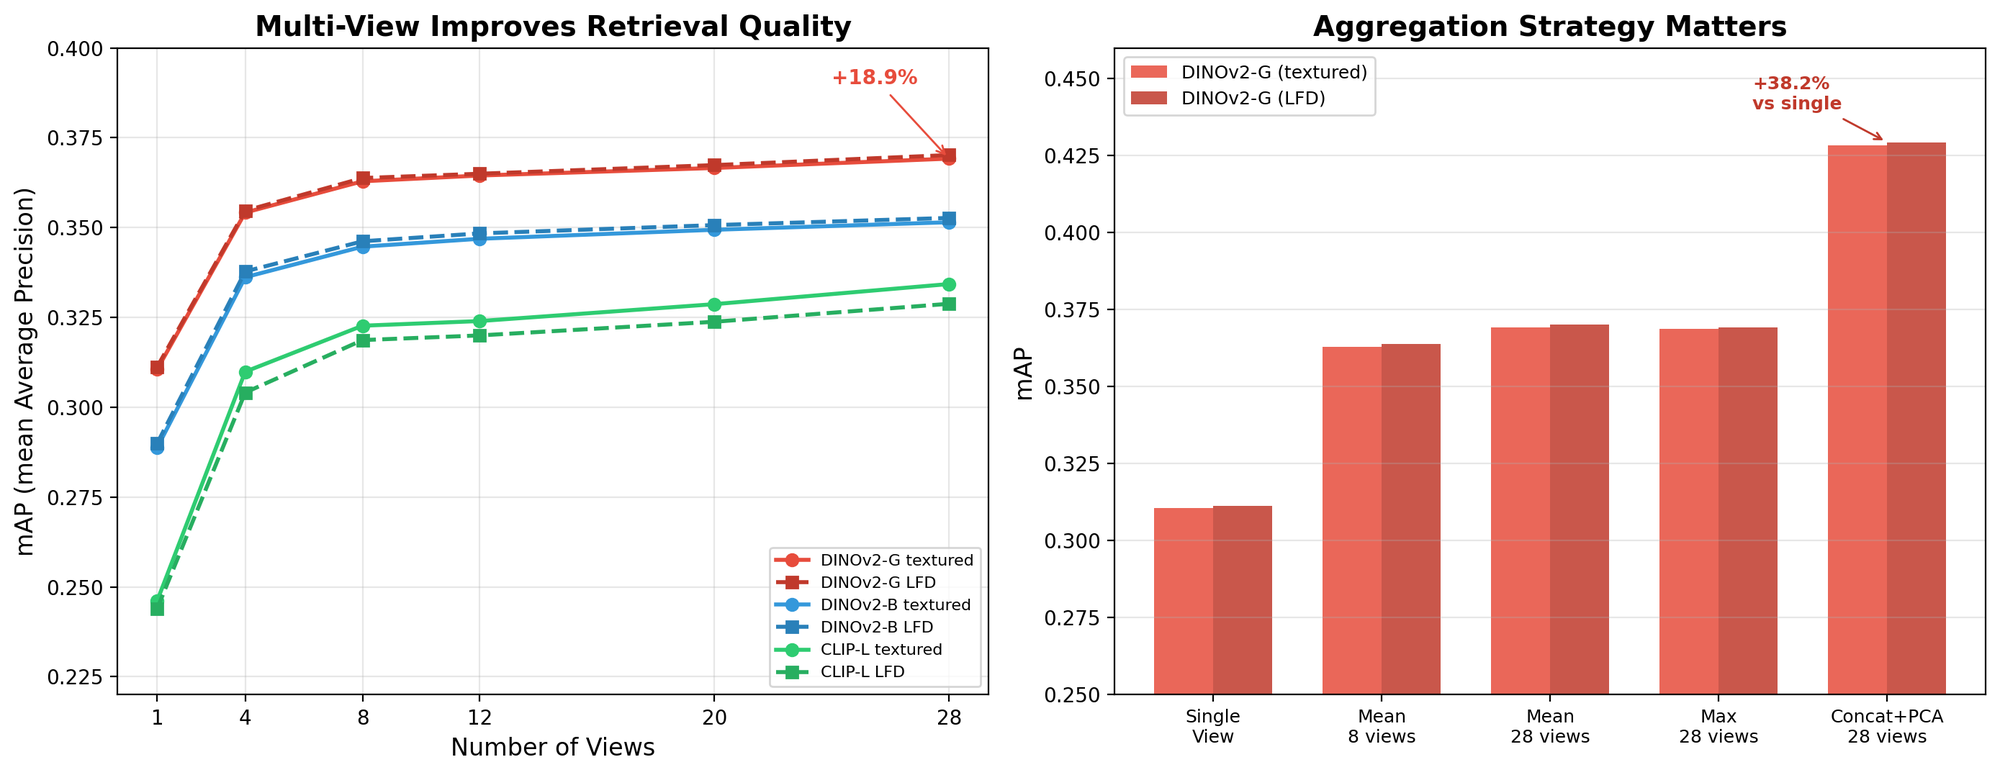 Multi-View Improves Retrieval Quality
mAP (mean Average Precision)
0.400
0.375
0.350
0.325
0.300
0.275
0.250
0.225
+18.9%
DINOv2-G textured
DINOv2-G LFD
DINOv2-B textured
DINOv2-B LFD
CLIP-L textured
CLIP-L LFD
1 4 8 12 20 28
Number of Views
Aggregation Strategy Matters
mAP
0.450
0.425
0.400
0.375
0.350
0.325
0.300
0.275
0.250
DINOv2-G (textured)
DINOv2-G (LFD)
+38.2%
vs single
Single
View
Mean
8 views
Mean
28 views
Max
28 views
Concat+PCA
28 views